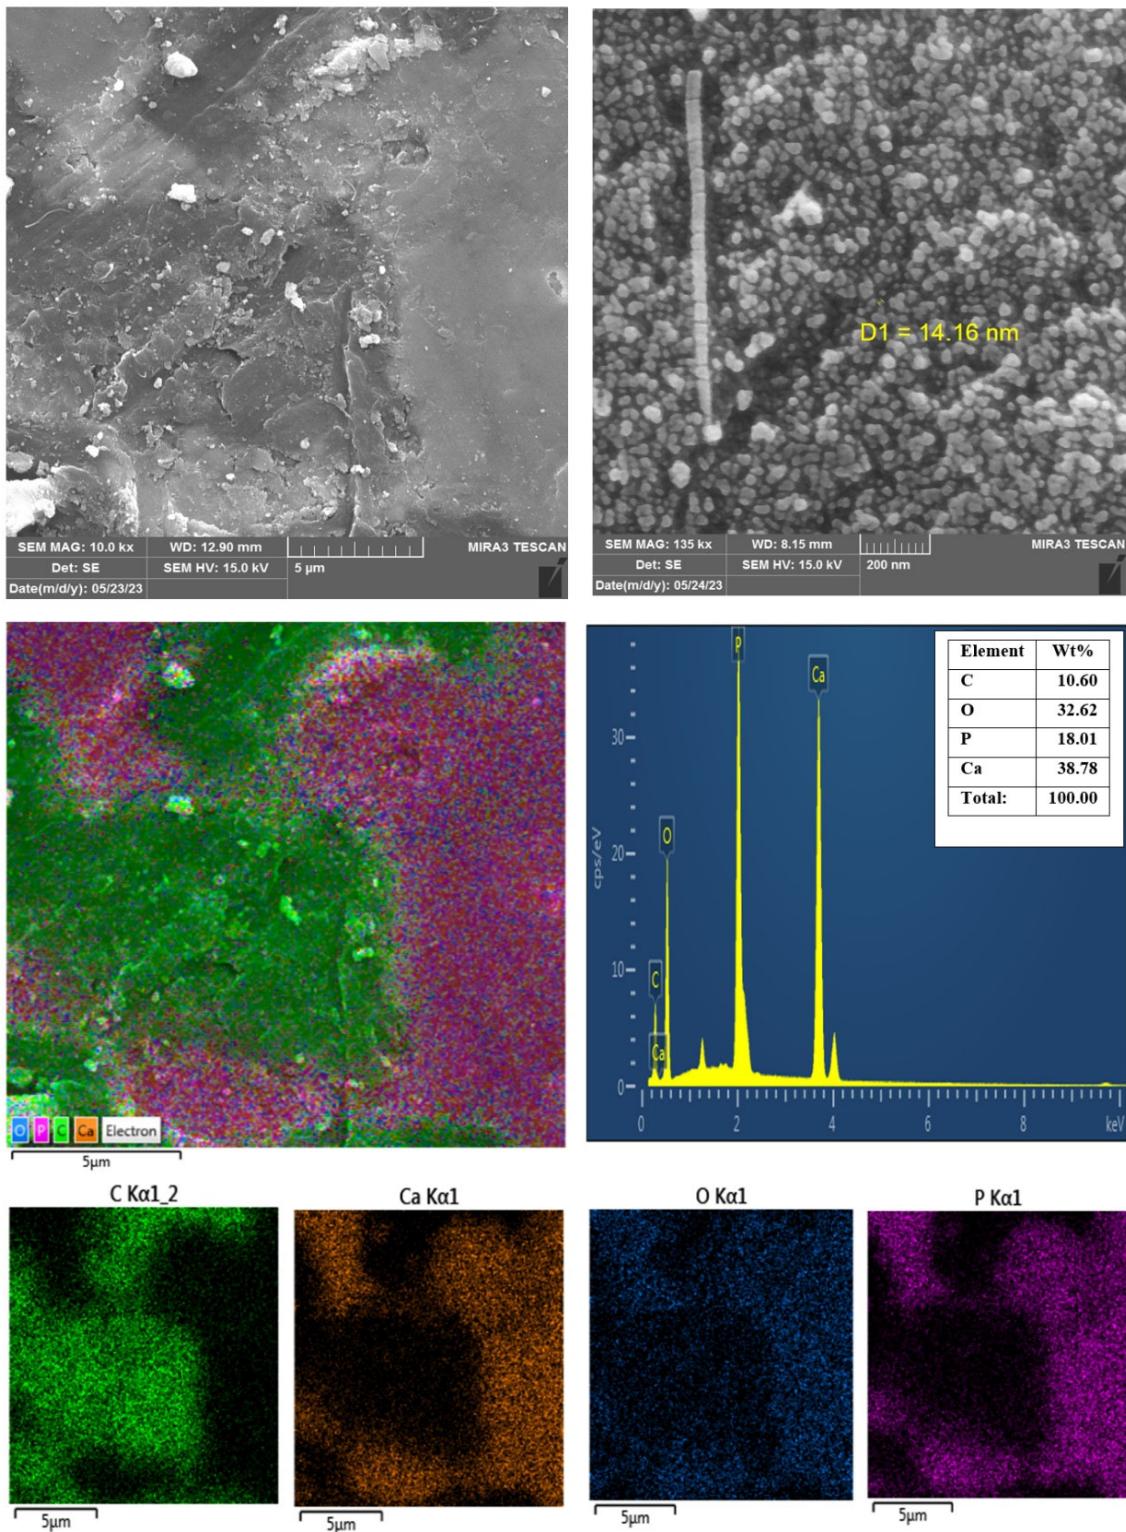 SEM MAG: 10.0 kx WD: 12.90 mm MIRA3 TESCAN
Det: SE SEM HV: 15.0 kV 5 µm
Date(m/d/y): 05/23/23
D1 = 14.16 nm
SEM MAG: 135 kx WD: 8.15 mm MIRA3 TESCAN
Det: SE SEM HV: 15.0 kV 200 nm
Date(m/d/y): 05/24/23
O P C Ca Electron
5µm
P
Ca
O
C
Ca
cps/eV
30
20
10
0
0 2 4 6 8 keV
Element Wt%
C 10.60
O 32.62
P 18.01
Ca 38.78
Total: 100.00
C Kα1_2
5µm
Ca Kα1
5µm
O Kα1
5µm
P Kα1
5µm